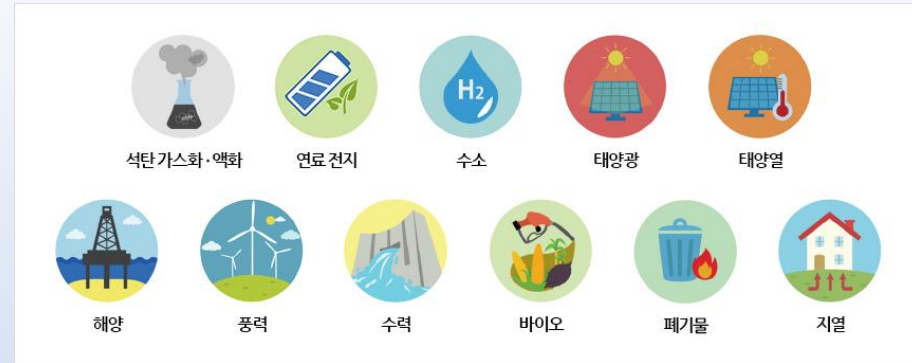 H2
석탄 가스화·액화
연료 전지
수소
태양광
태양열
해양
풍력
수력
바이오
폐기물
지열